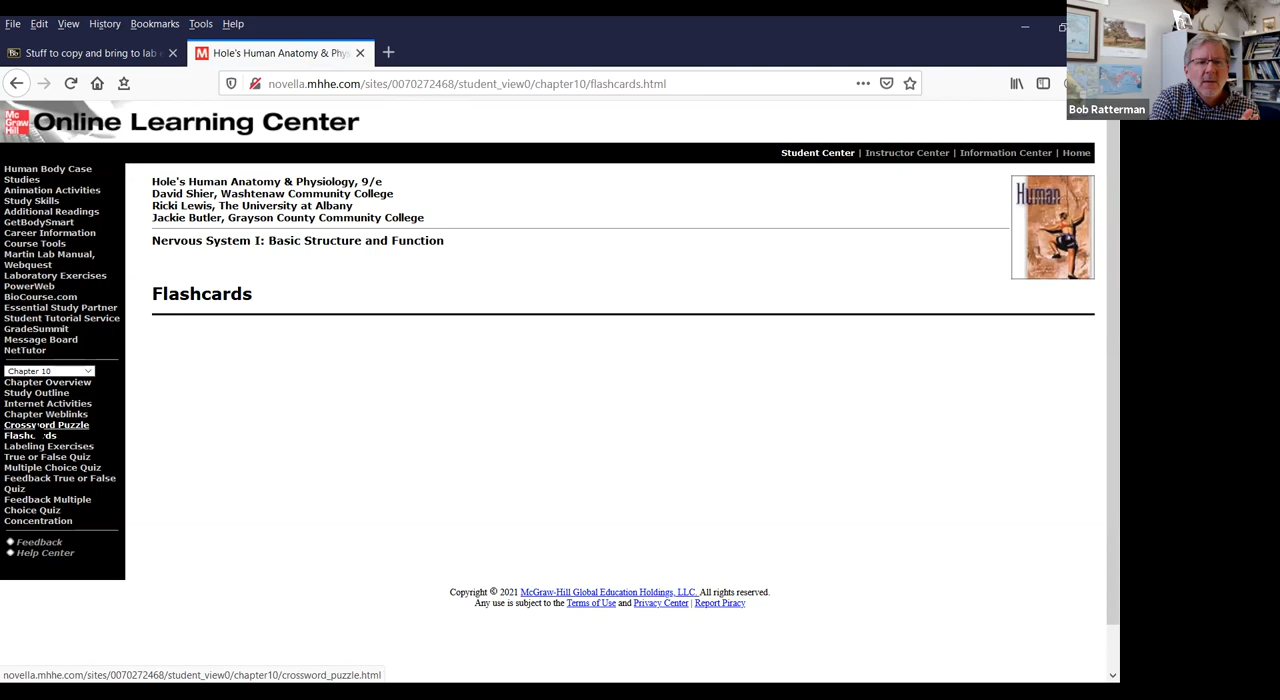 File Edit View History Bookmarks Tools Help
Stuff to copy and bring to lab
Hole's Human Anatomy & Phys
novella.mhhe.com/sites/0070272468/student_view0/chapter10/flashcards.html
Bob Ratterman
Mc Graw Hill
Online Learning Center
Student Center | Instructor Center | Information Center | Home
Human Body Case
Studies
Animation Activities
Study Skills
Additional Readings
GetBodySmart
Career Information
Course Tools
Martin Lab Manual,
Webquest
Laboratory Exercises
PowerWeb
BioCourse.com
Essential Study Partner
Student Tutorial Service
GradeSummit
Message Board
NetTutor
Chapter 10
Chapter Overview
Study Outline
Internet Activities
Chapter Weblinks
Crossword Puzzle
Flashcards
Labeling Exercises
True or False Quiz
Multiple Choice Quiz
Feedback True or False
Quiz
Feedback Multiple
Choice Quiz
Concentration
Feedback
Help Center
Hole's Human Anatomy & Physiology, 9/e
David Shier, Washtenaw Community College
Ricki Lewis, The University at Albany
Jackie Butler, Grayson County Community College
Nervous System I: Basic Structure and Function
Human
Flashcards
Copyright © 2021 McGraw-Hill Global Education Holdings, LLC. All rights reserved.
Any use is subject to the Terms of Use and Privacy Center | Report Piracy
novella.mhhe.com/sites/0070272468/student_view0/chapter10/crossword_puzzle.html